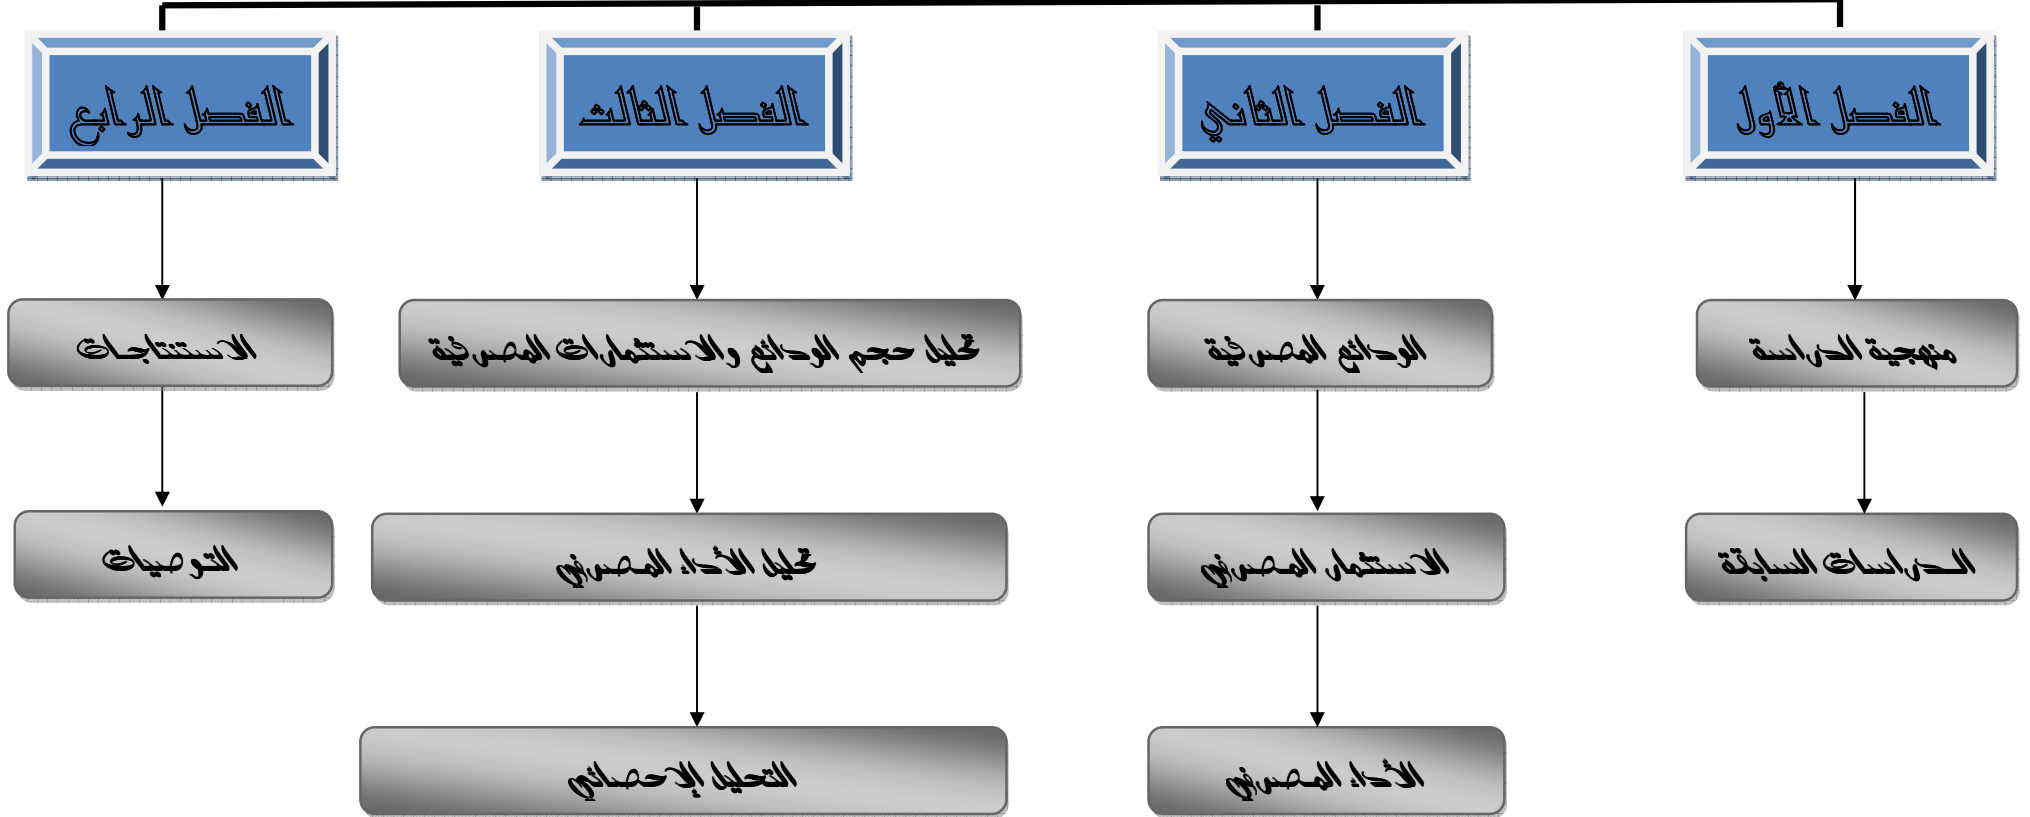 الفصل الأول
الفصل الثاني
الفصل الثالث
الفصل الرابع
منهجية الدراسة
الودائع المصرفية
تحليل حجم الودائع والاستثمارات المصرفية
الاستنتاجات
الدراسات السابقة
الاستثمار المصرفي
تحليل الأداء المصرفي
التوصيات
الأداء المصرفي
التحليل الإحصائي